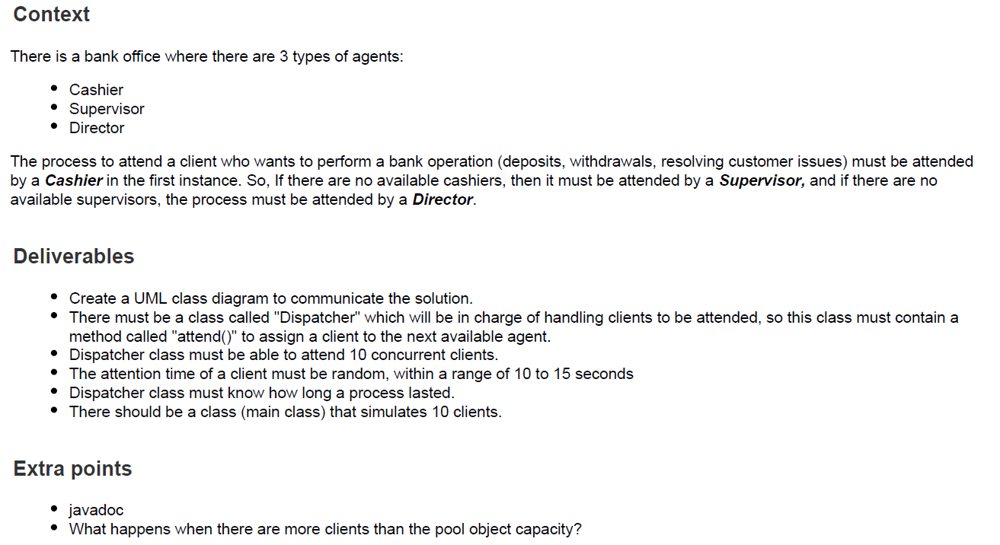 Context
There is a bank office where there are 3 types of agents:
• Cashier
• Supervisor
• Director
The process to attend a client who wants to perform a bank operation (deposits, withdrawals, resolving customer issues) must be attended
by a Cashier in the first instance. So, If there are no available cashiers, then it must be attended by a Supervisor, and if there are no
available supervisors, the process must be attended by a Director.
Deliverables
• Create a UML class diagram to communicate the solution.
• There must be a class called "Dispatcher" which will be in charge of handling clients to be attended, so this class must contain a
method called "attend()" to assign a client to the next available agent.
• Dispatcher class must be able to attend 10 concurrent clients.
• The attention time of a client must be random, within a range of 10 to 15 seconds
• Dispatcher class must know how long a process lasted.
• There should be a class (main class) that simulates 10 clients.
Extra points
• javadoc
• What happens when there are more clients than the pool object capacity?